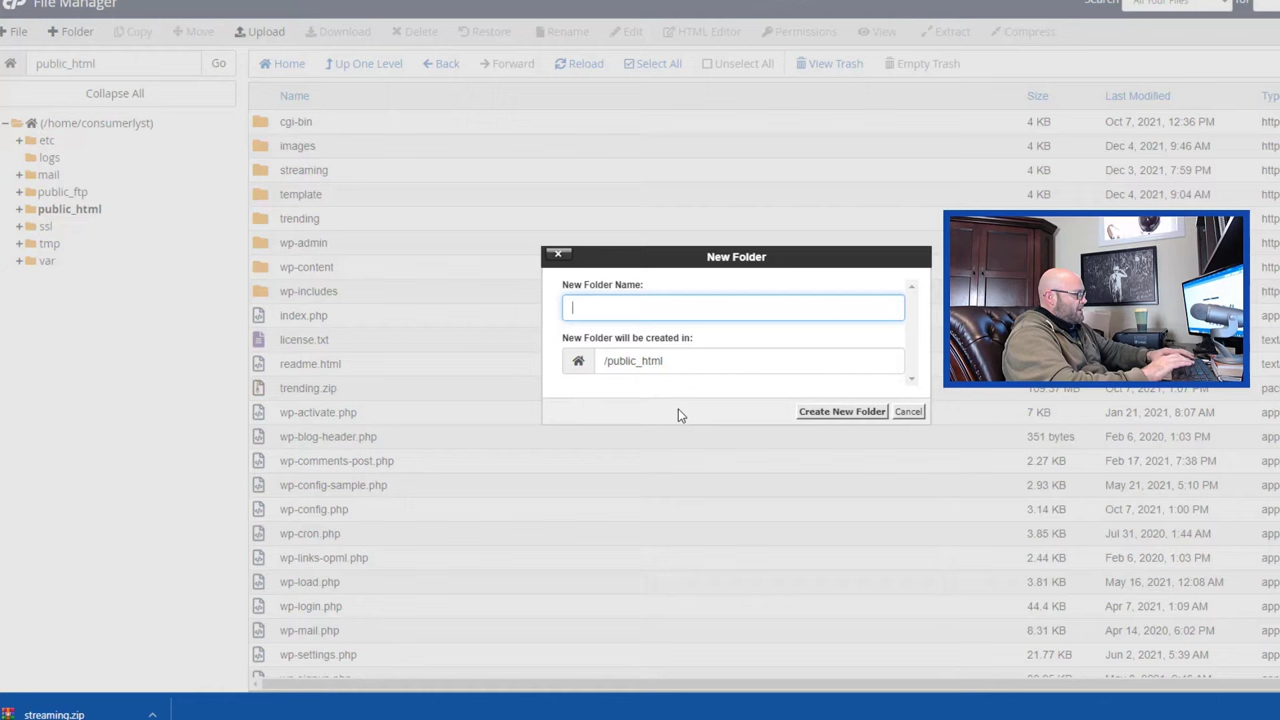 File Manager
Search All Your Files for
+ File + Folder Copy Move Upload Download Delete Restore Rename Edit HTML Editor Permissions View Extract Compress
public_html Go Home Up One Level Back Forward Reload Select All Unselect All View Trash Empty Trash
Collapse All
Name Size Last Modified
(/home/consumerlyst)
etc
logs
mail
public_ftp
public_html
ssl
tmp
var
cgi-bin 4 KB Oct 7, 2021, 12:36 PM
images 4 KB Dec 4, 2021, 9:46 AM
streaming 4 KB Dec 3, 2021, 7:59 PM
template 4 KB Dec 4, 2021, 9:04 AM
trending
wp-admin
wp-content
wp-includes
index.php
license.txt
readme.html
trending.zip
wp-activate.php 7 KB Jan 21, 2021, 8:07 AM
wp-blog-header.php 351 bytes Feb 6, 2020, 1:03 PM
wp-comments-post.php 2.27 KB Feb 17, 2021, 7:38 PM
wp-config-sample.php 2.93 KB May 21, 2021, 5:10 PM
wp-config.php 3.14 KB Oct 7, 2021, 1:00 PM
wp-cron.php 3.85 KB Jul 31, 2020, 1:44 AM
wp-links-opml.php 2.44 KB Feb 6, 2020, 1:03 PM
wp-load.php 3.81 KB May 16, 2021, 12:08 AM
wp-login.php 44.4 KB Apr 7, 2021, 1:09 AM
wp-mail.php 8.31 KB Apr 14, 2020, 6:02 PM
wp-settings.php 21.77 KB Jun 2, 2021, 5:39 AM
New Folder
New Folder Name:
New Folder will be created in:
/public_html
Create New Folder Cancel
streaming.zip